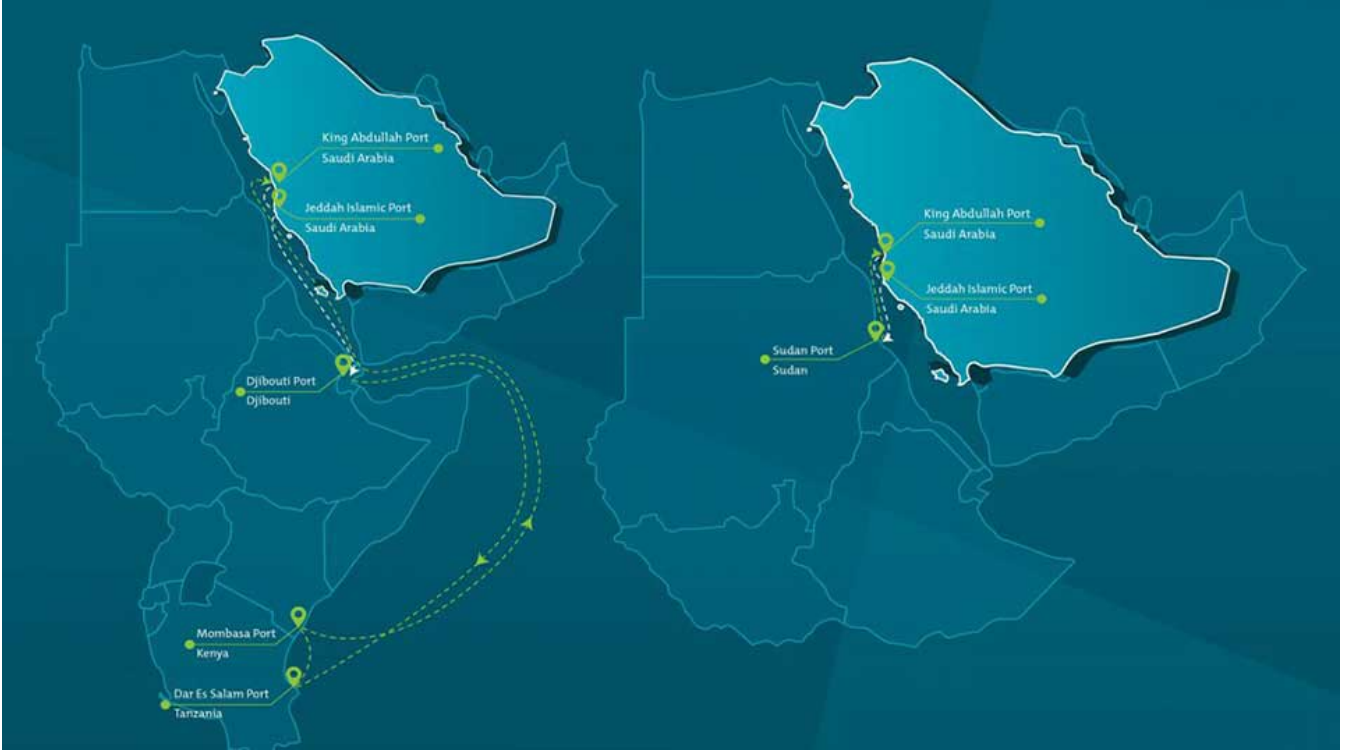 King Abdullah Port
Saudi Arabia
Jeddah Islamic Port
Saudi Arabia
Djibouti Port
Djibouti
Mombasa Port
Kenya
Dar Es Salam Port
Tanzania
King Abdullah Port
Saudi Arabia
Jeddah Islamic Port
Saudi Arabia
Sudan Port
Sudan